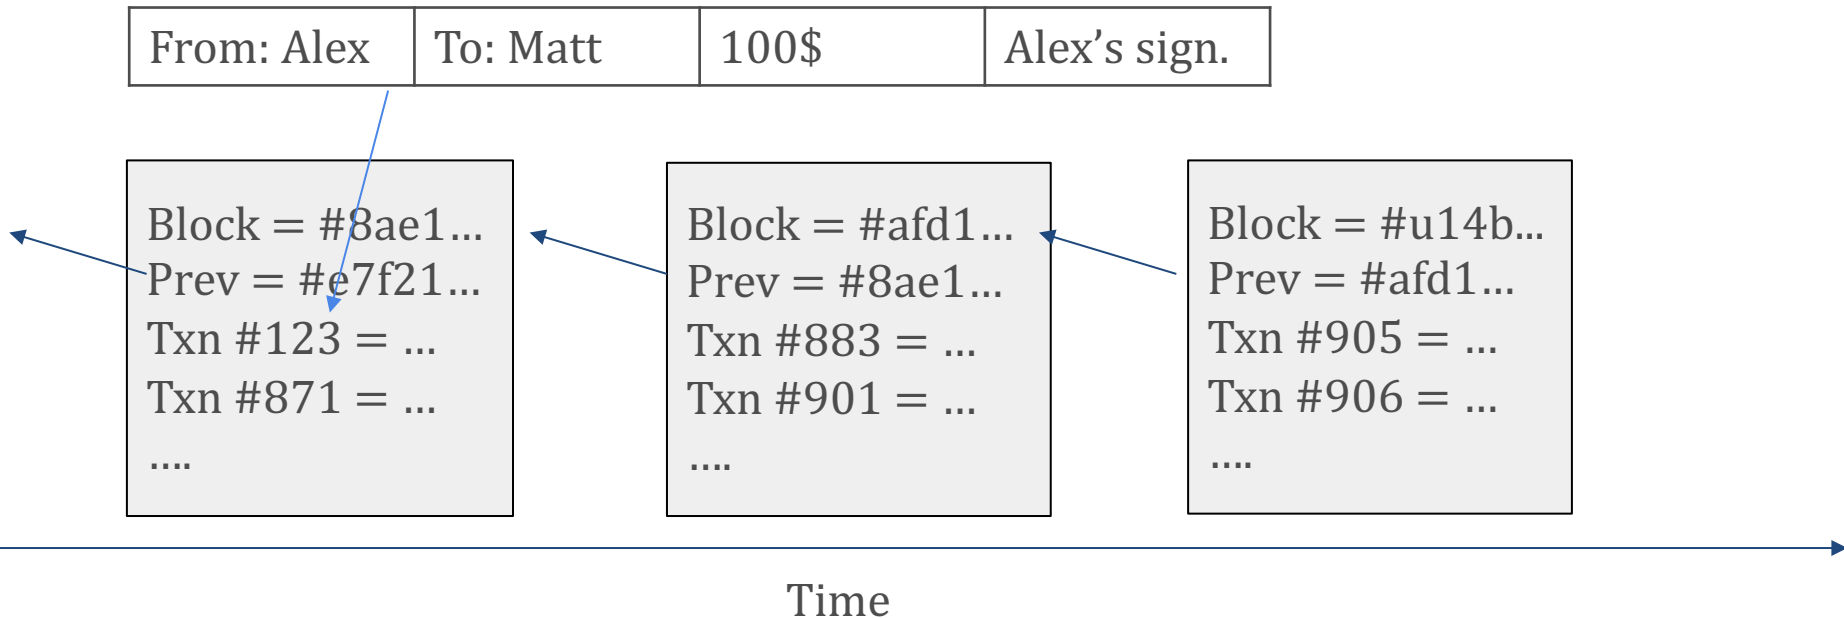 From: Alex To: Matt 100$ Alex’s sign.
Block = #8ae1...
Prev = #e7f21...
Txn #123 = ...
Txn #871 = ...
....
Block = #afd1...
Prev = #8ae1...
Txn #883 = ...
Txn #901 = ...
....
Block = #u14b...
Prev = #afd1...
Txn #905 = ...
Txn #906 = ...
....
Time